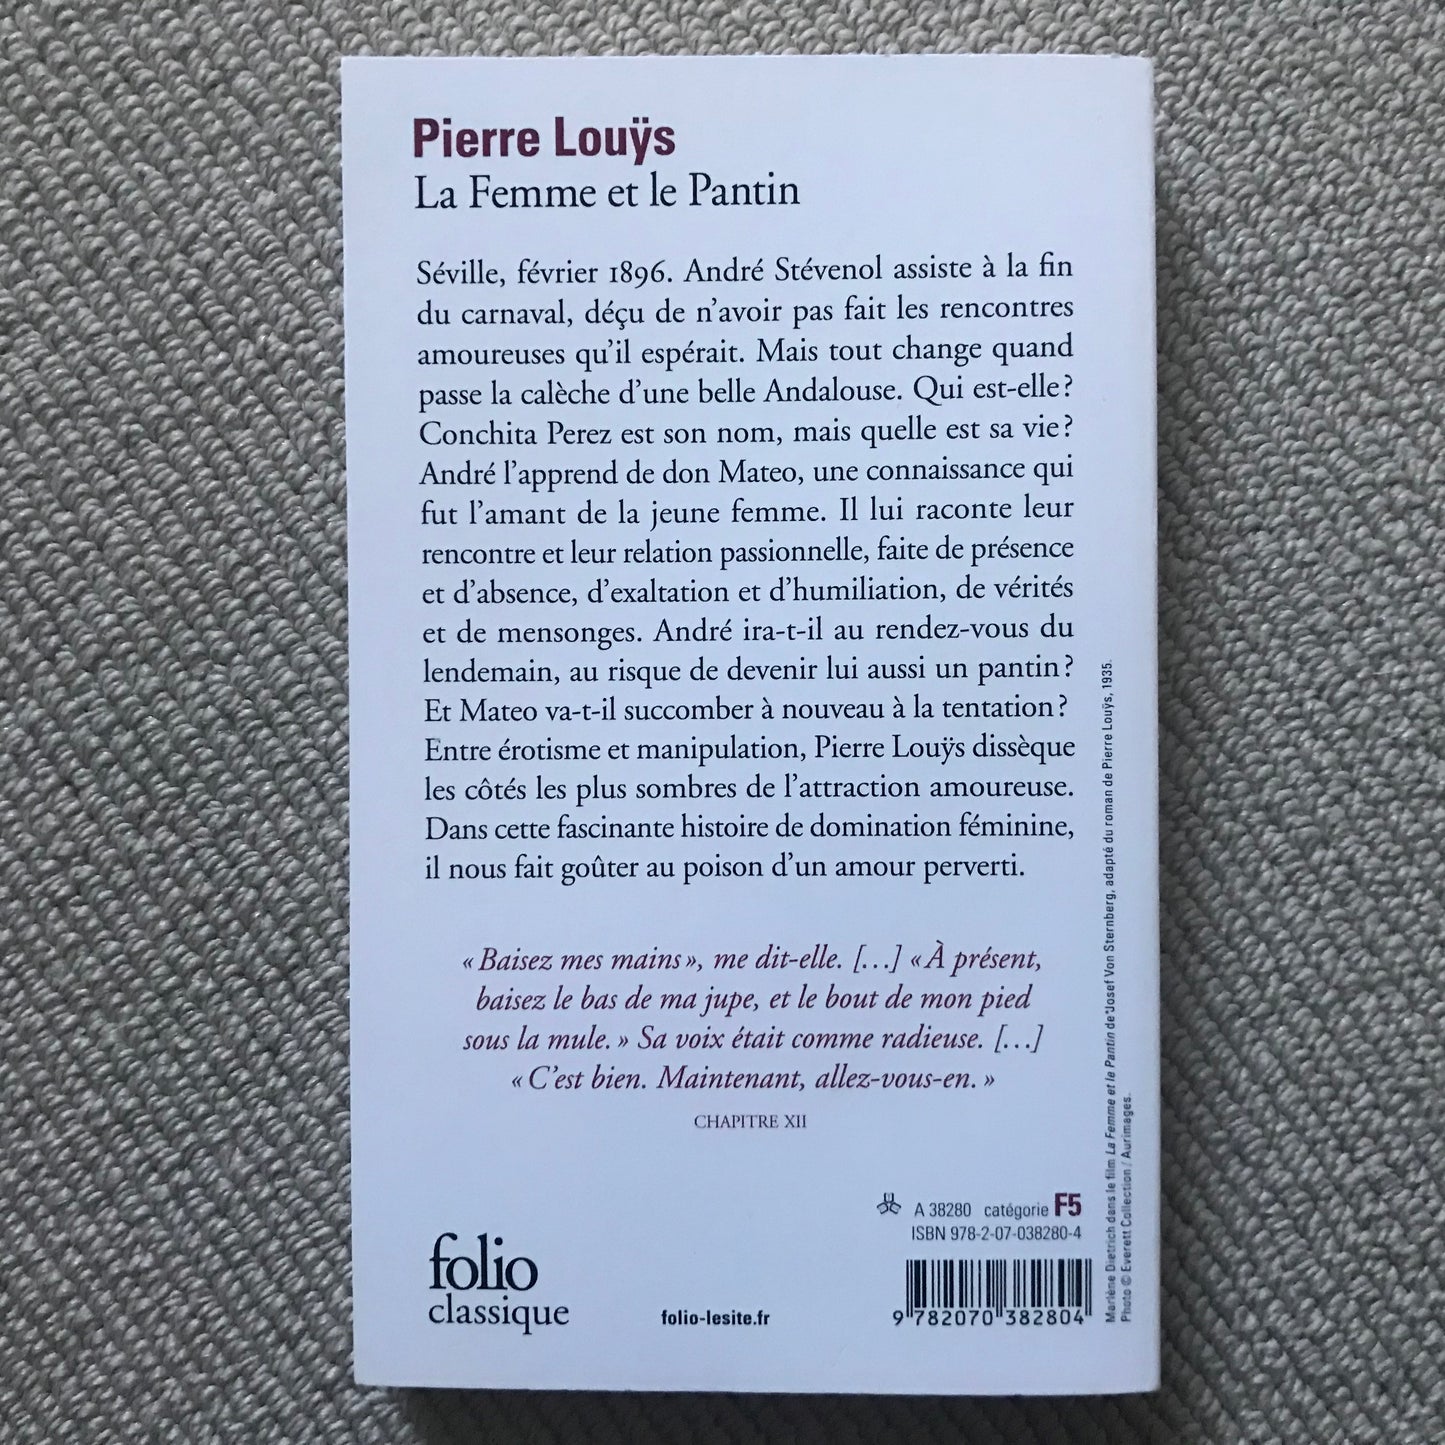 Pierre Louÿs
La Femme et le Pantin
Séville, février 1896. André Stévenol assiste à la fin
du carnaval, déçu de n'avoir pas fait les rencontres
amoureuses qu'il espérait. Mais tout change quand
passe la calèche d'une belle Andalouse. Qui est-elle ?
Conchita Perez est son nom, mais quelle est sa vie ?
André l'apprend de don Mateo, une connaissance qui
fut l'amant de la jeune femme. Il lui raconte leur
rencontre et leur relation passionnelle, faite de présence
et d'absence, d'exaltation et d'humiliation, de vérités
et de mensonges. André ira-t-il au rendez-vous du
lendemain, au risque de devenir lui aussi un pantin ?
Et Mateo va-t-il succomber à nouveau à la tentation ?
Entre érotisme et manipulation, Pierre Louÿs dissèque
les côtés les plus sombres de l'attraction amoureuse.
Dans cette fascinante histoire de domination féminine,
il nous fait goûter au poison d'un amour perverti.
« Baisez mes mains », me dit-elle. […] « À présent,
baisez le bas de ma jupe, et le bout de mon pied
sous la mule. » Sa voix était comme radieuse. […]
« C'est bien. Maintenant, allez-vous-en. »
CHAPITRE XII
A 38280 catégorie F5
ISBN 978-2-07-038280-4
folio
classique
folio-lesite.fr
9 782070 382804
Marlène Dietrich dans le film La Femme et le Pantin de Josef Von Sternberg, adapté du roman de Pierre Louÿs, 1935.
Photo © Everett Collection / Aurimages.